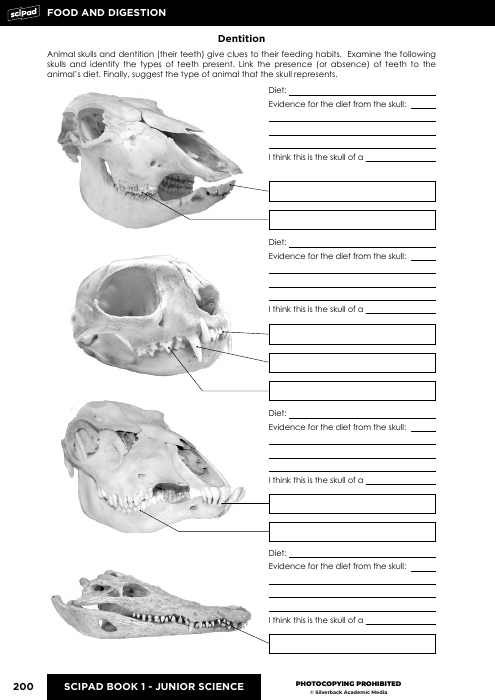 scipad FOOD AND DIGESTION
Dentition
Animal skulls and dentition (their teeth) give clues to their feeding habits. Examine the following
skulls and identify the types of teeth present. Link the presence (or absence) of teeth to the
animal's diet. Finally, suggest the type of animal that the skull represents.
Diet:
Evidence for the diet from the skull:
I think this is the skull of a
Diet:
Evidence for the diet from the skull:
I think this is the skull of a
Diet:
Evidence for the diet from the skull:
I think this is the skull of a
Diet:
Evidence for the diet from the skull:
I think this is the skull of a
200 SCIPAD BOOK 1 - JUNIOR SCIENCE
PHOTOCOPYING PROHIBITED
© Silverback Academic Media